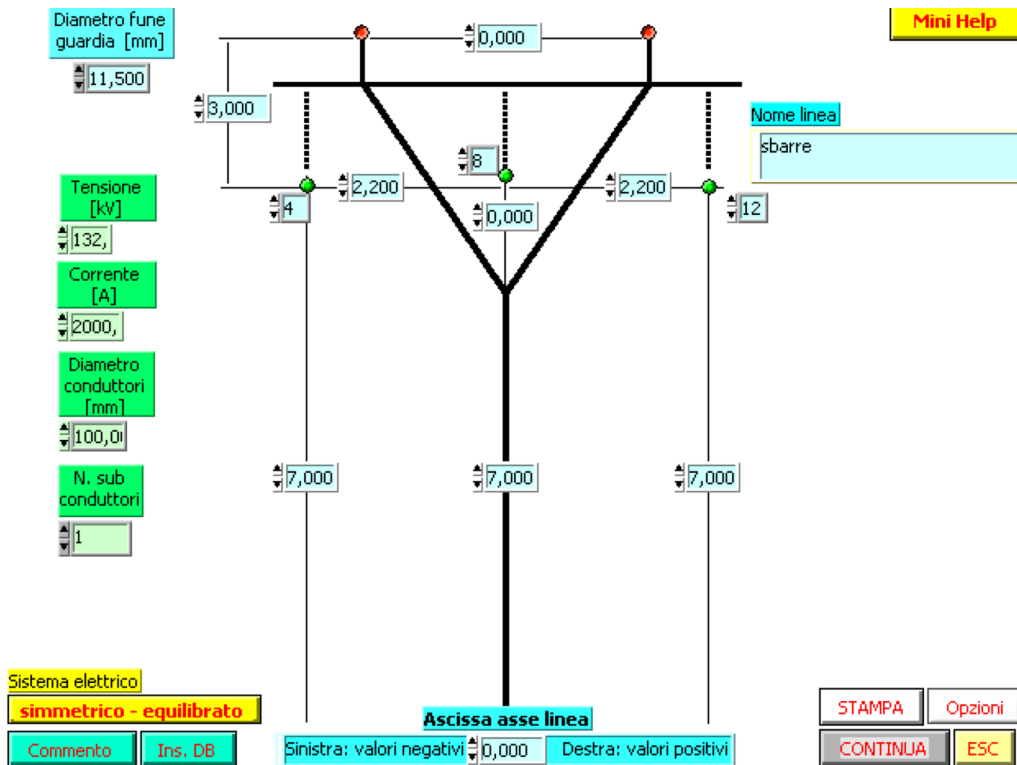 Diametro fune
guardia [mm]
11,500
0,000
Mini Help
3,000
Nome linea
sbarre
8
Tensione
[kV]
132,
2,200
2,200
4
0,000
12
Corrente
[A]
2000,
Diametro
conduttori
[mm]
100,0
N. sub
conduttori
1
7,000
7,000
7,000
Sistema elettrico
simmetrico - equilibrato
Commento
Ins. DB
Ascissa asse linea
Sinistra: valori negativi
0,000
Destra: valori positivi
STAMPA
Opzioni
CONTINUA
ESC